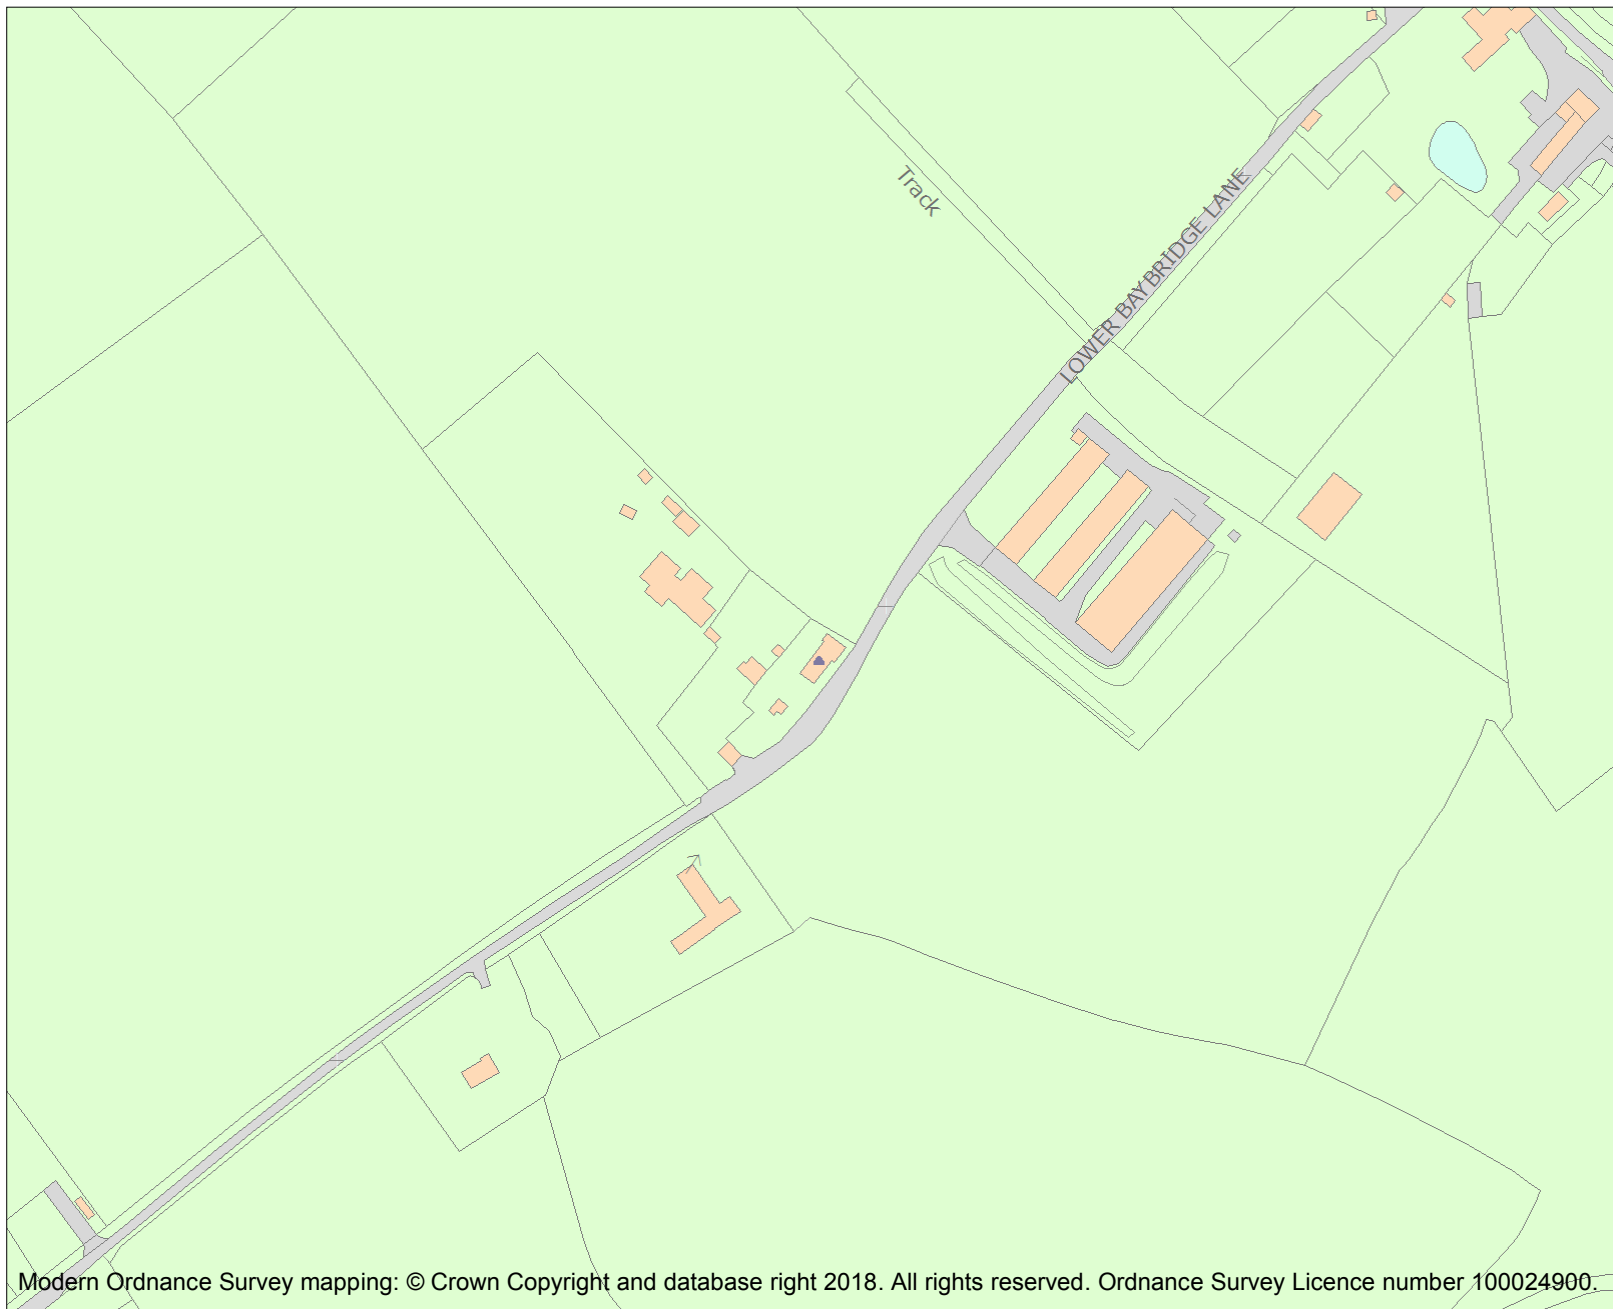 Track
LOWER BAYBRIDGE LANE
Modern Ordnance Survey mapping: © Crown Copyright and database right 2018. All rights reserved. Ordnance Survey Licence number 100024900.